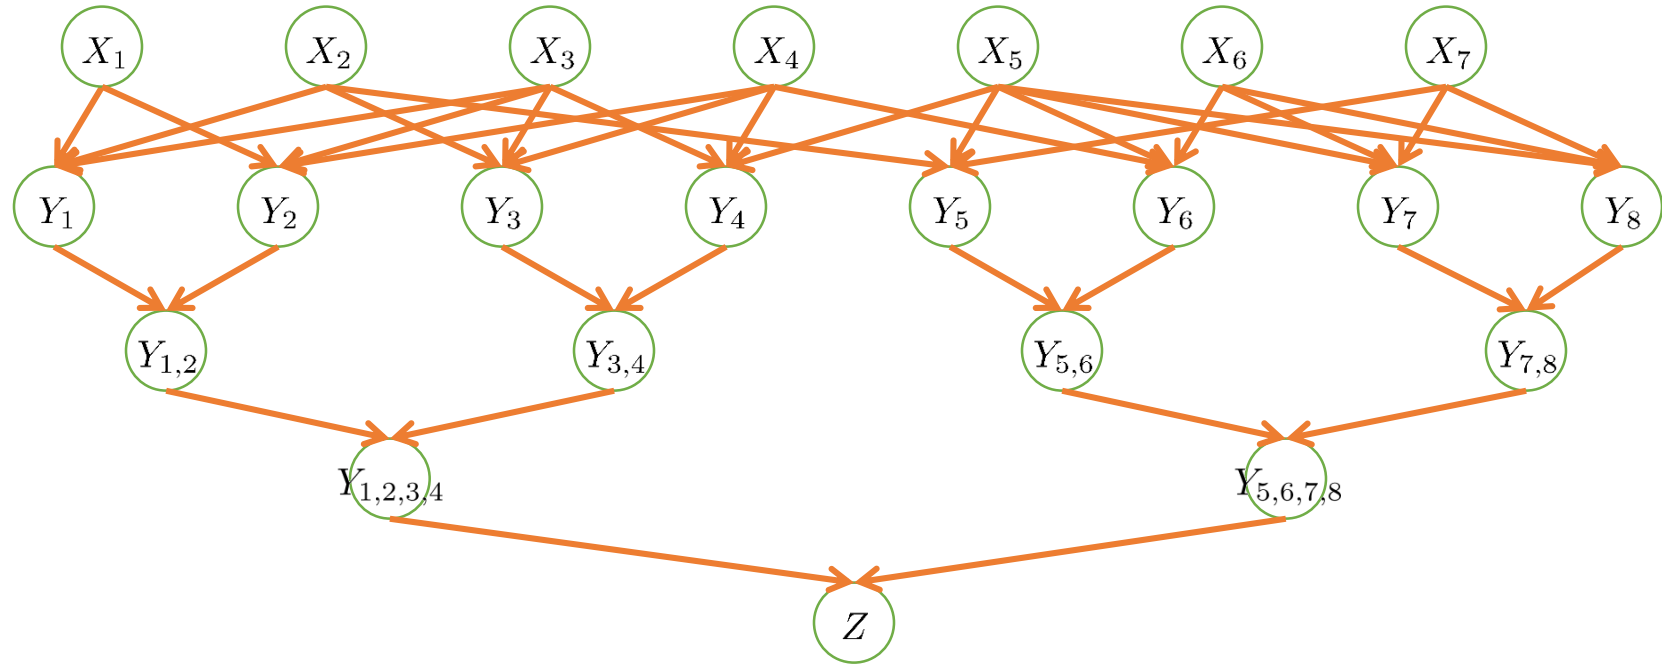 X₁ X₂ X₃ X₄ X₅ X₆ X₇
Y₁ Y₂ Y₃ Y₄ Y₅ Y₆ Y₇ Y₈
Y₁,₂ Y₃,₄ Y₅,₆ Y₇,₈
Y₁,₂,₃,₄ Y₅,₆,₇,₈
Z